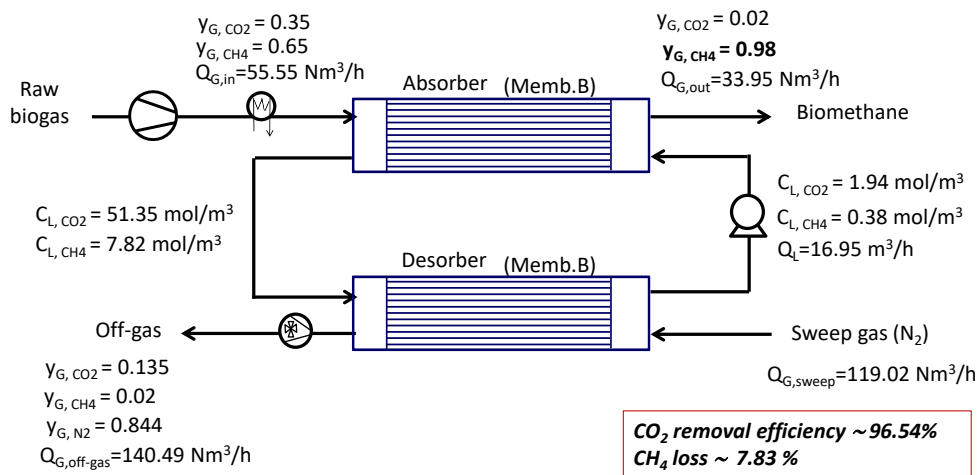 y_G, CO2 = 0.35
y_G, CH4 = 0.65
Q_G,in=55.55 Nm³/h
y_G, CO2 = 0.02
y_G, CH4 = 0.98
Q_G,out=33.95 Nm³/h
Raw
biogas
Absorber (Memb.B)
Biomethane
C_L, CO2 = 51.35 mol/m³
C_L, CH4 = 7.82 mol/m³
C_L, CO2 = 1.94 mol/m³
C_L, CH4 = 0.38 mol/m³
Q_L=16.95 m³/h
Desorber (Memb.B)
Off-gas
Sweep gas (N₂)
y_G, CO2 = 0.135
y_G, CH4 = 0.02
y_G, N2 = 0.844
Q_G,off-gas=140.49 Nm³/h
Q_G,sweep=119.02 Nm³/h
CO₂ removal efficiency ~96.54%
CH₄ loss ~ 7.83 %